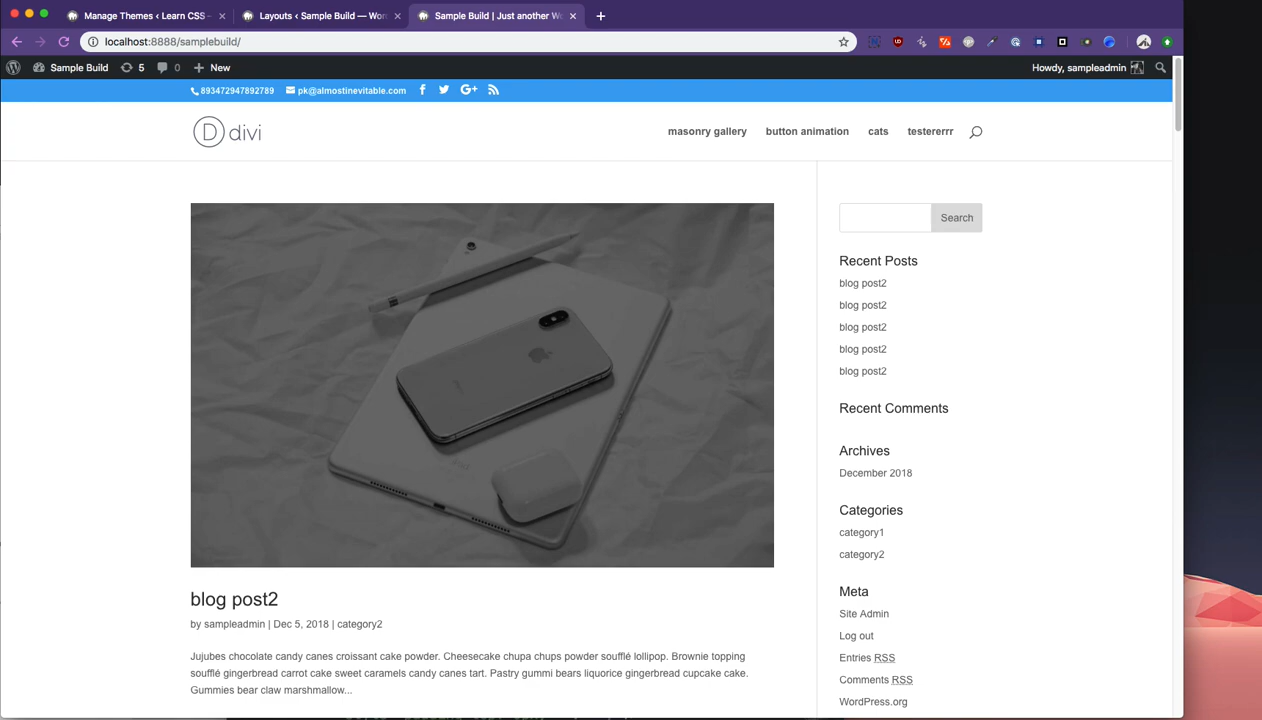 Manage Themes ‹ Learn CSS
Layouts ‹ Sample Build — Wor
Sample Build | Just another Wo
localhost:8888/samplebuild/
Sample Build
5
0
New
Howdy, sampleadmin
893472947892789
pk@almostinevitable.com
D divi
masonry gallery
button animation
cats
testererrr
Search
Recent Posts
blog post2
blog post2
blog post2
blog post2
blog post2
Recent Comments
Archives
December 2018
Categories
category1
category2
Meta
Site Admin
Log out
Entries RSS
Comments RSS
WordPress.org
blog post2
by sampleadmin | Dec 5, 2018 | category2
Jujubes chocolate candy canes croissant cake powder. Cheesecake chupa chups powder soufflé lollipop. Brownie topping
soufflé gingerbread carrot cake sweet caramels candy canes tart. Pastry gummi bears liquorice gingerbread cupcake cake.
Gummies bear claw marshmallow...